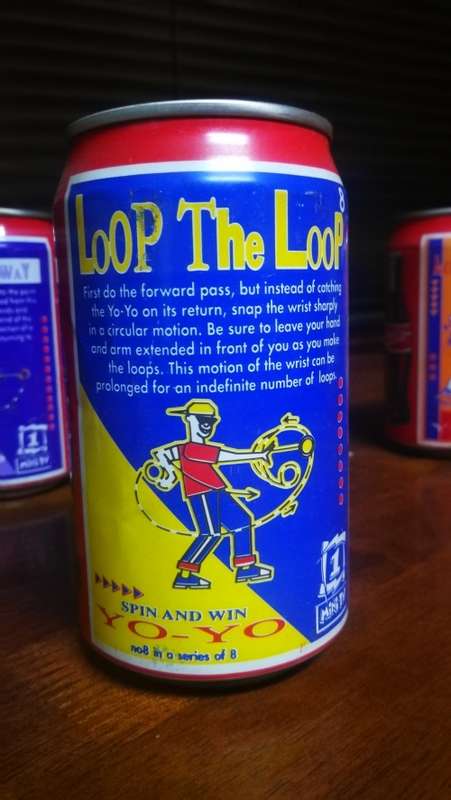 8
Loop The Loop
First do the forward pass, but instead of catching
the Yo-Yo on its return, snap the wrist sharply
in a circular motion. Be sure to leave your hand
and arm extended in front of you as you make
the loops. This motion of the wrist can be
prolonged for an indefinite number of loops.
1
SPIN AND WIN
YO-YO
no8 in a series of 8
WAY
1